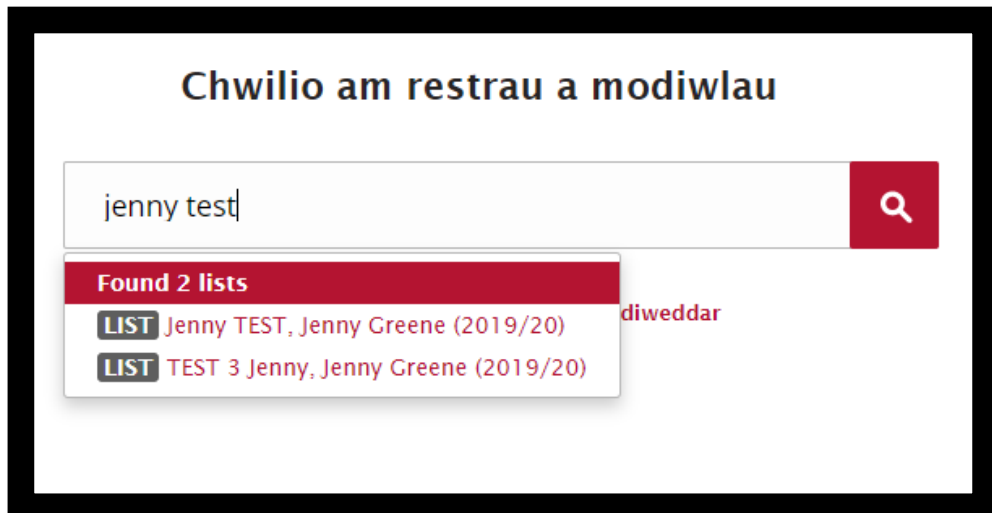 Chwilio am restrau a modiwlau
jenny test
Found 2 lists
diweddar
LIST Jenny TEST, Jenny Greene (2019/20)
LIST TEST 3 Jenny, Jenny Greene (2019/20)